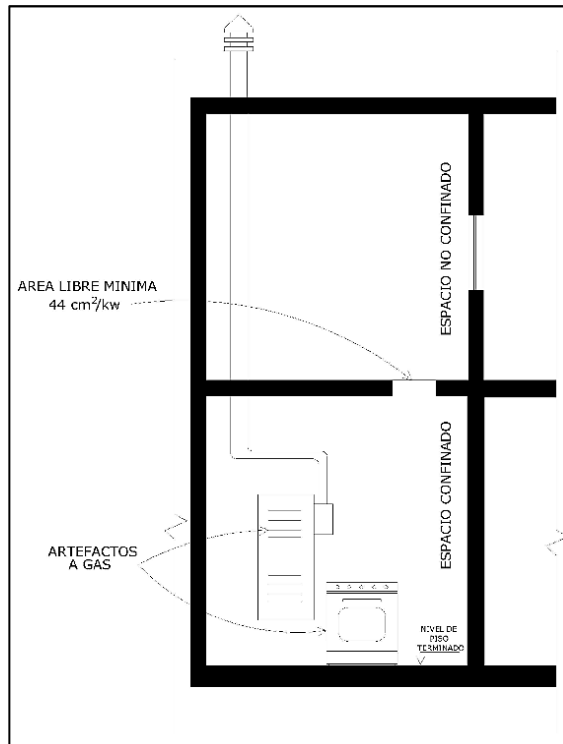 ESPACIO NO CONFINADO
AREA LIBRE MINIMA
44 cm²/kw
ESPACIO CONFINADO
ARTEFACTOS
A GAS
NIVEL DE
PISO
TERMINADO